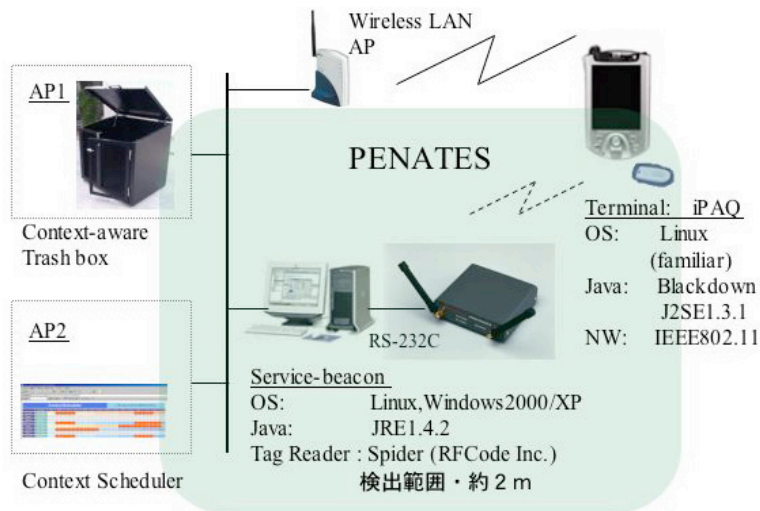 Wireless LAN
AP
AP1
PENATES
Context-aware
Trash box
Terminal: iPAQ
OS: Linux
(familiar)
Java: Blackdown
J2SE1.3.1
NW: IEEE802.11
AP2
RS-232C
Service-beacon
OS: Linux,Windows2000/XP
Java: JRE1.4.2
Tag Reader : Spider (RFCode Inc.)
検出範囲・約2m
Context Scheduler